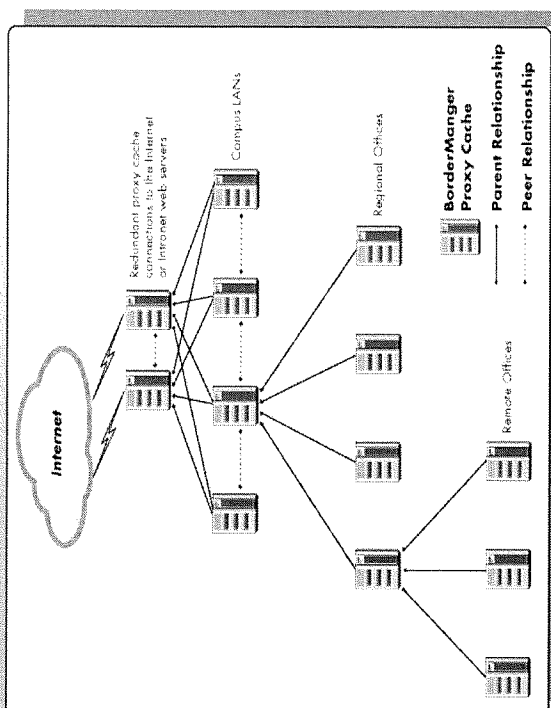 Internet
Redundant proxy cache
connections to the Internet
or Intranet web servers
Campus LANs
Regional Offices
Remote Offices
BorderManger
Proxy Cache
Parent Relationship
Peer Relationship